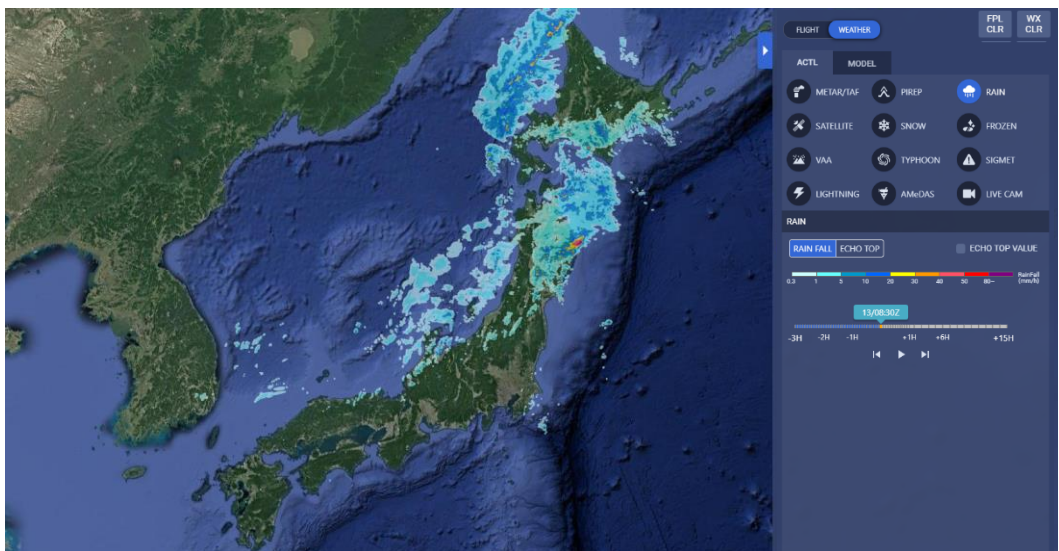 FLIGHT WEATHER
FPL CLR
WX CLR
ACTL MODEL
METAR/TAF PIREP RAIN
SATELLITE SNOW FROZEN
VAA TYPHOON SIGMET
LIGHTNING AMeDAS LIVE CAM
RAIN
RAIN FALL ECHO TOP ECHO TOP VALUE
0.3 1 5 10 20 30 40 50 80~ RainFall (mm/h)
13/08:30Z
-3H -2H -1H +1H +6H +15H